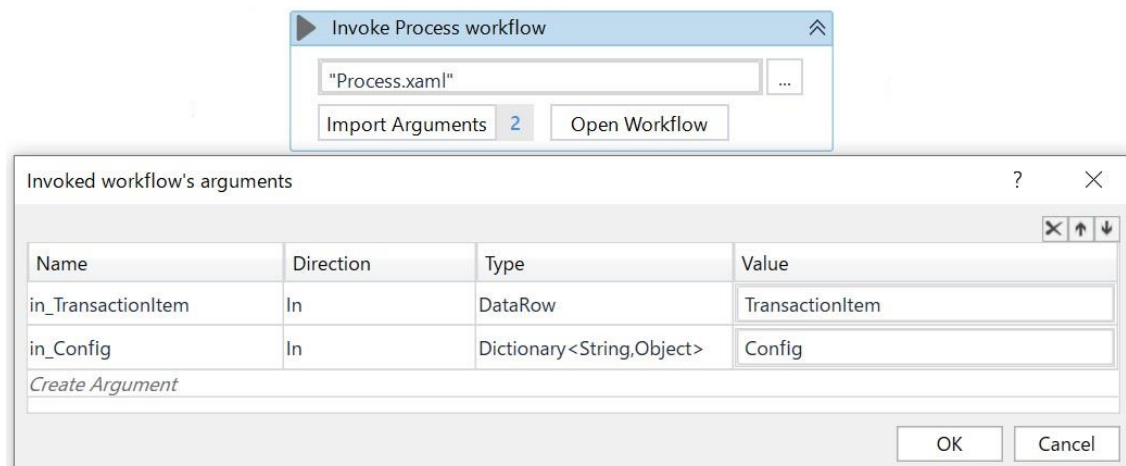 Invoke Process workflow
"Process.xaml"
...
Import Arguments 2 Open Workflow
Invoked workflow's arguments ?
Name Direction Type Value
in_TransactionItem In DataRow TransactionItem
in_Config In Dictionary<String,Object> Config
Create Argument
OK Cancel